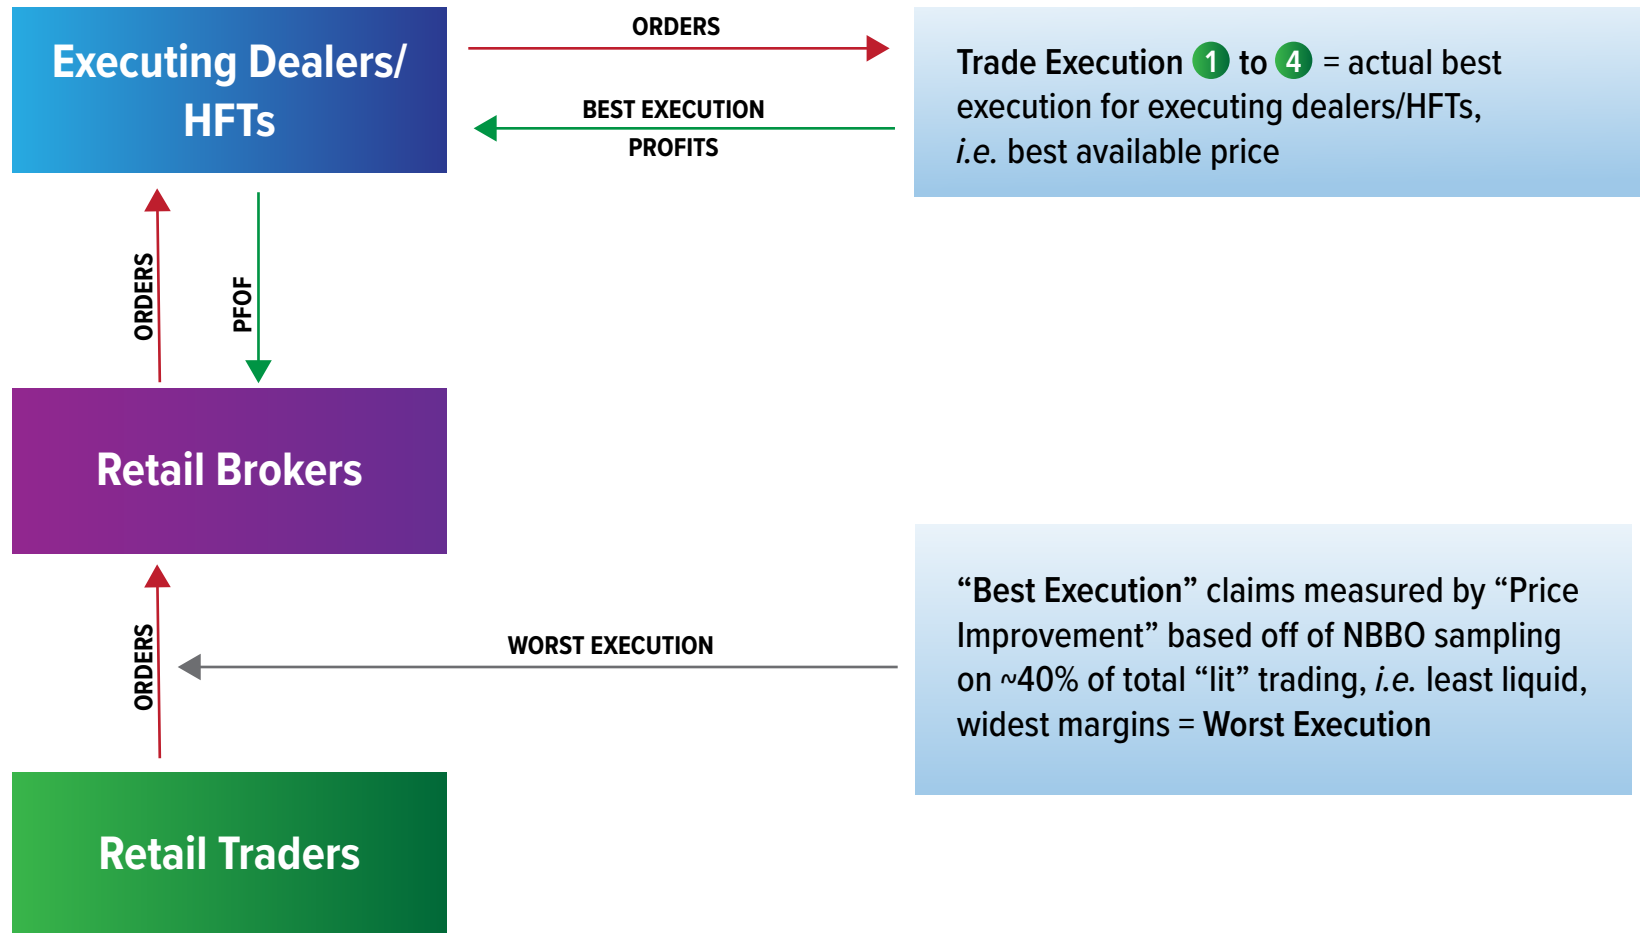 Executing Dealers/
HFTs
ORDERS
BEST EXECUTION
PROFITS
Trade Execution 1 to 4 = actual best
execution for executing dealers/HFTs,
i.e. best available price
ORDERS
PFOF
Retail Brokers
ORDERS
WORST EXECUTION
“Best Execution” claims measured by “Price
Improvement” based off of NBBO sampling
on ~40% of total “lit” trading, i.e. least liquid,
widest margins = Worst Execution
Retail Traders